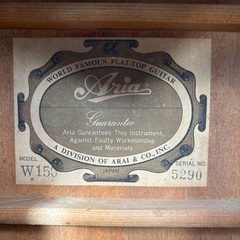 WORLD FAMOUS FLAT-TOP GUITAR
Aria
Guarantee
Aria Guarantees This Instrument,
Against Faulty Workmanship
and Materials.
A DIVISION OF ARAI & CO., INC.
MODEL
W155
JAPAN
SERIAL NO.
5290